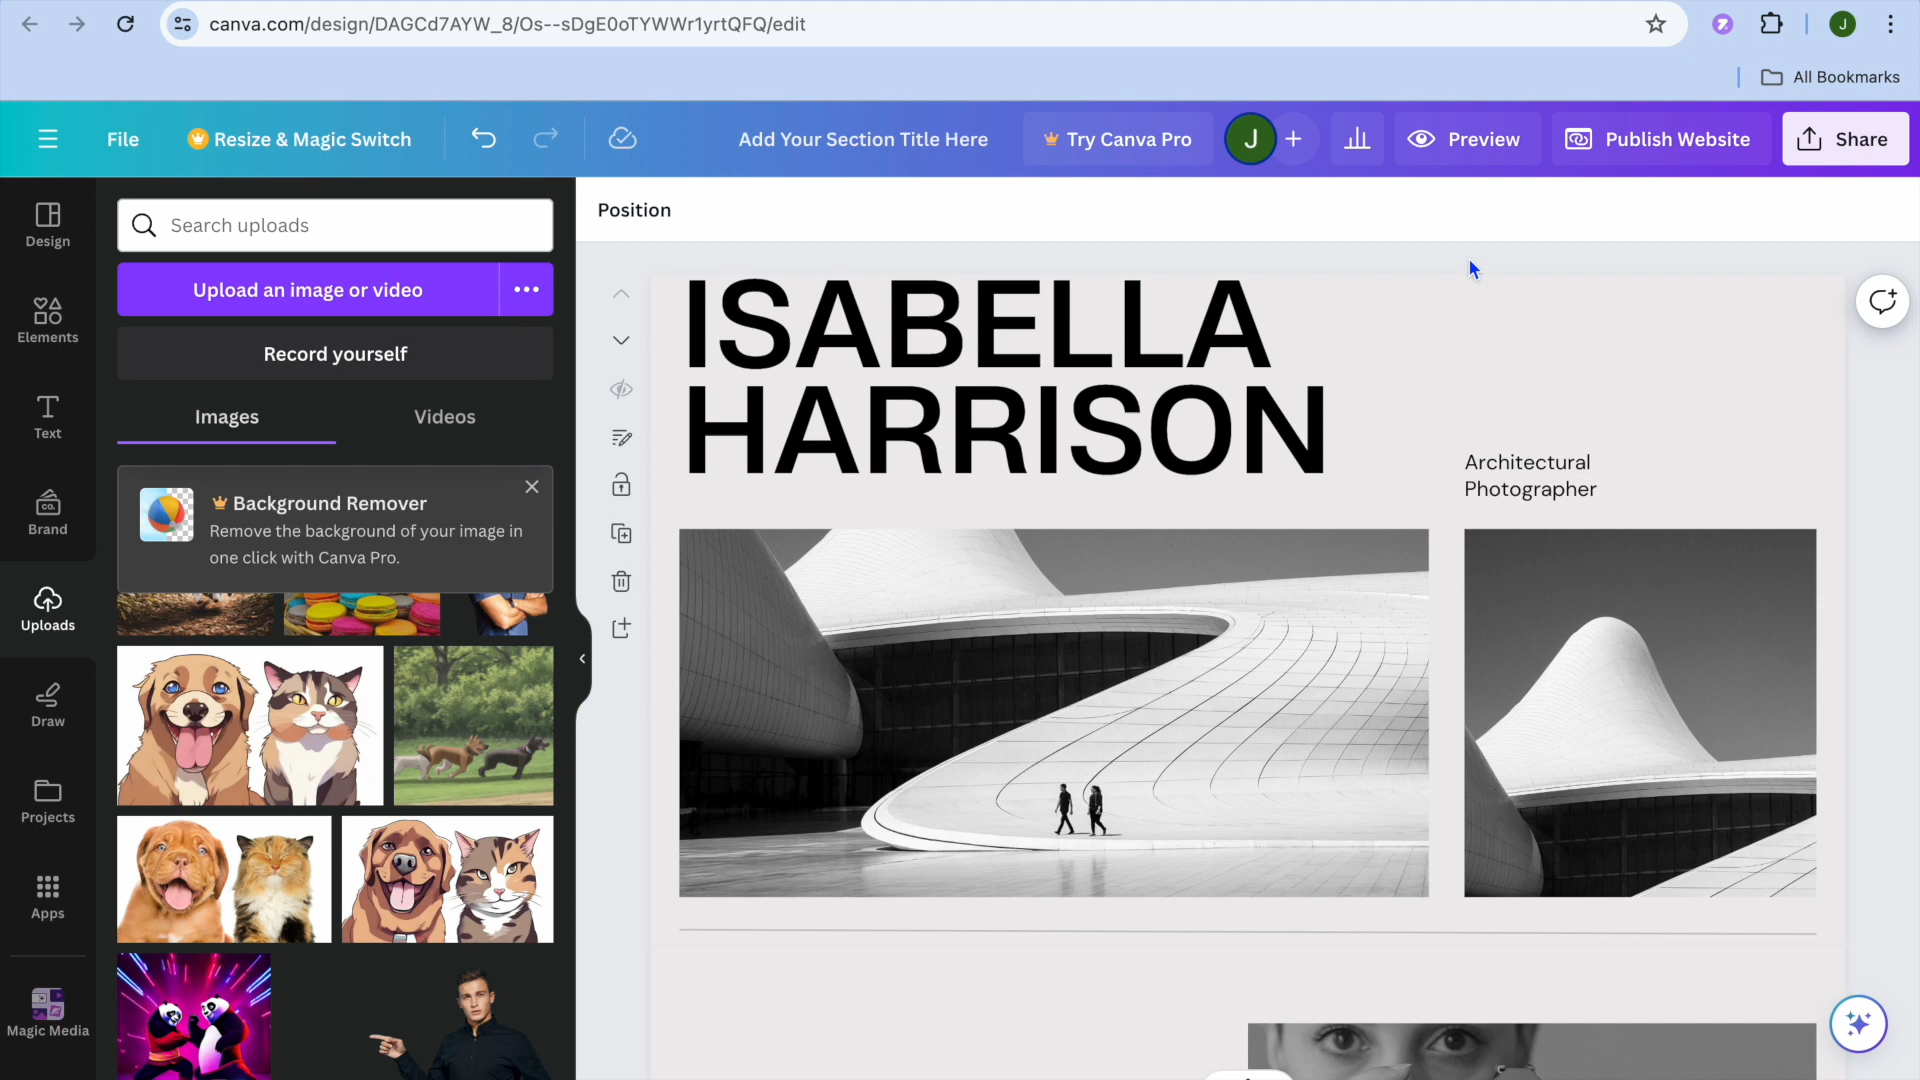 canva.com/design/DAGCd7AYW_8/Os--sDgE0oTYWWr1yrtQFQ/edit
J
All Bookmarks
File
Resize & Magic Switch
Add Your Section Title Here
Try Canva Pro
J
Preview
Publish Website
Share
Design
Elements
Text
CO.
Brand
Uploads
Draw
Projects
Apps
Magic Media
Search uploads
Upload an image or video
Record yourself
Images
Videos
Background Remover
Remove the background of your image in
one click with Canva Pro.
Position
ISABELLA
HARRISON
Architectural
Photographer